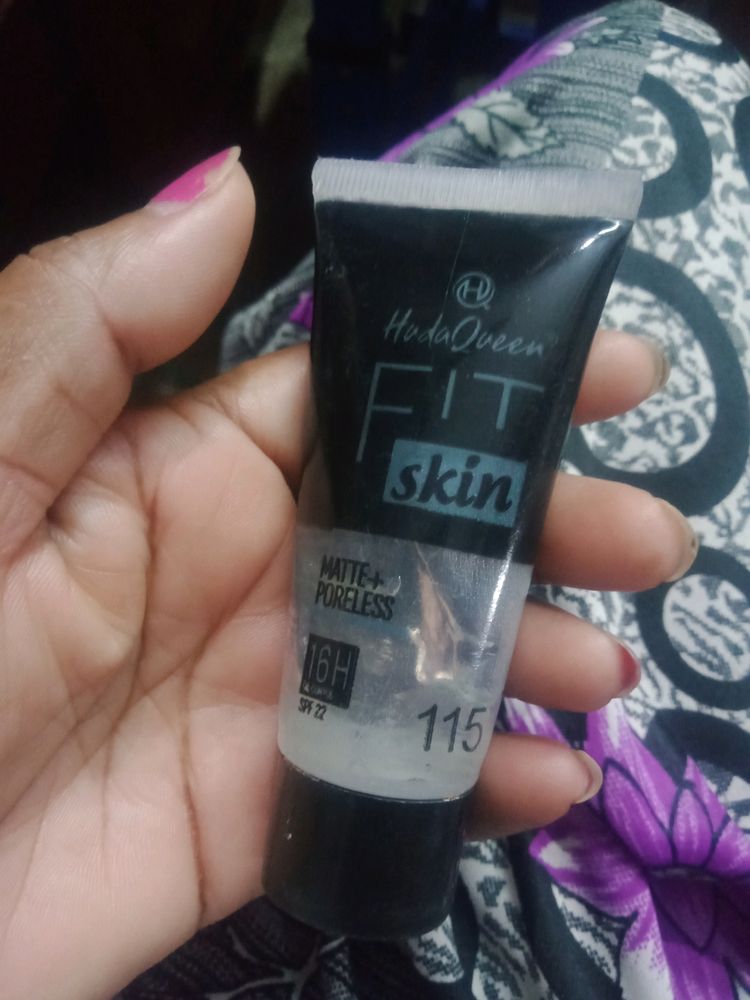 HudaQueen
FIT
skin
MATTE+
PORELESS
16H
SPF 22
115